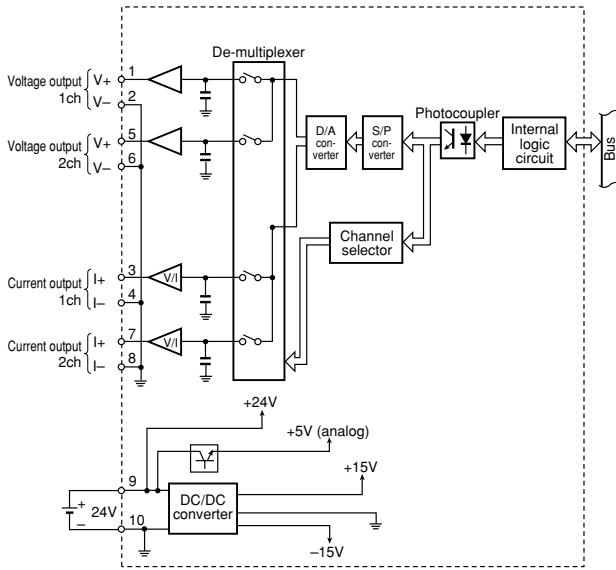 De-multiplexer
Voltage output
1ch
V+
V–
1
2
Voltage output
2ch
V+
V–
5
6
D/A
con-
verter
S/P
con-
verter
Photocoupler
Internal
logic
circuit
Bus
Channel
selector
Current output
1ch
I+
I–
3
4
V/I
Current output
2ch
I+
I–
7
8
V/I
+24V
+5V (analog)
+15V
9
+
24V
–
10
DC/DC
converter
–15V